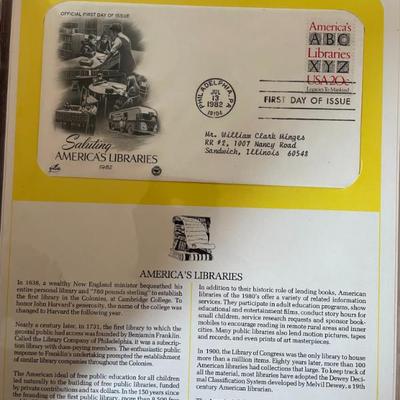 OFFICIAL FIRST DAY OF ISSUE
America's
ABC
Libraries
XYZ
USA 20c
Legacies To Mankind
PHILADELPHIA, PA
JUL
13
1982
19104
FIRST DAY OF ISSUE
Saluting
AMERICA'S LIBRARIES
1982
Mr. William Clark Minges
RR #2, 1007 Nancy Road
Sandwich, Illinois 60548
AMERICA'S LIBRARIES
In 1638, a wealthy New England minister bequeathed his
entire personal library and "780 pounds sterling" to establish
the first library in the Colonies, at Cambridge College. To
honor John Harvard's generosity, the name of the college was
changed to Harvard the following year.
Nearly a century later, in 1731, the first library to which the
general public had access was founded by Benjamin Franklin.
Called the Library Company of Philadelphia, it was a subscrip-
tion library with dues-paying members. The enthusiastic public
response to Franklin's undertaking prompted the establishment
of similar library companies throughout the Colonies.
The American ideal of free public education for all children
led naturally to the building of free public libraries, funded
by private contributions and tax dollars. In the 150 years since
the founding of the first public library, more than 8,500 free
In addition to their historic role of lending books, American
libraries of the 1980's offer a variety of related information
services. They participate in adult education programs, show
educational and entertainment films, conduct story hours for
small children, service research requests and sponsor book-
mobiles to encourage reading in remote rural areas and inner
cities. Many public libraries also lend motion pictures, tapes
and records, and even prints of art masterpieces.
In 1900, the Library of Congress was the only library to house
more than a million items. Eighty years later, more than 100
American libraries had collections that large. To keep track of
all the material, most libraries have adopted the Dewey Deci-
mal Classification System developed by Melvil Dewey, a 19th
century American librarian.